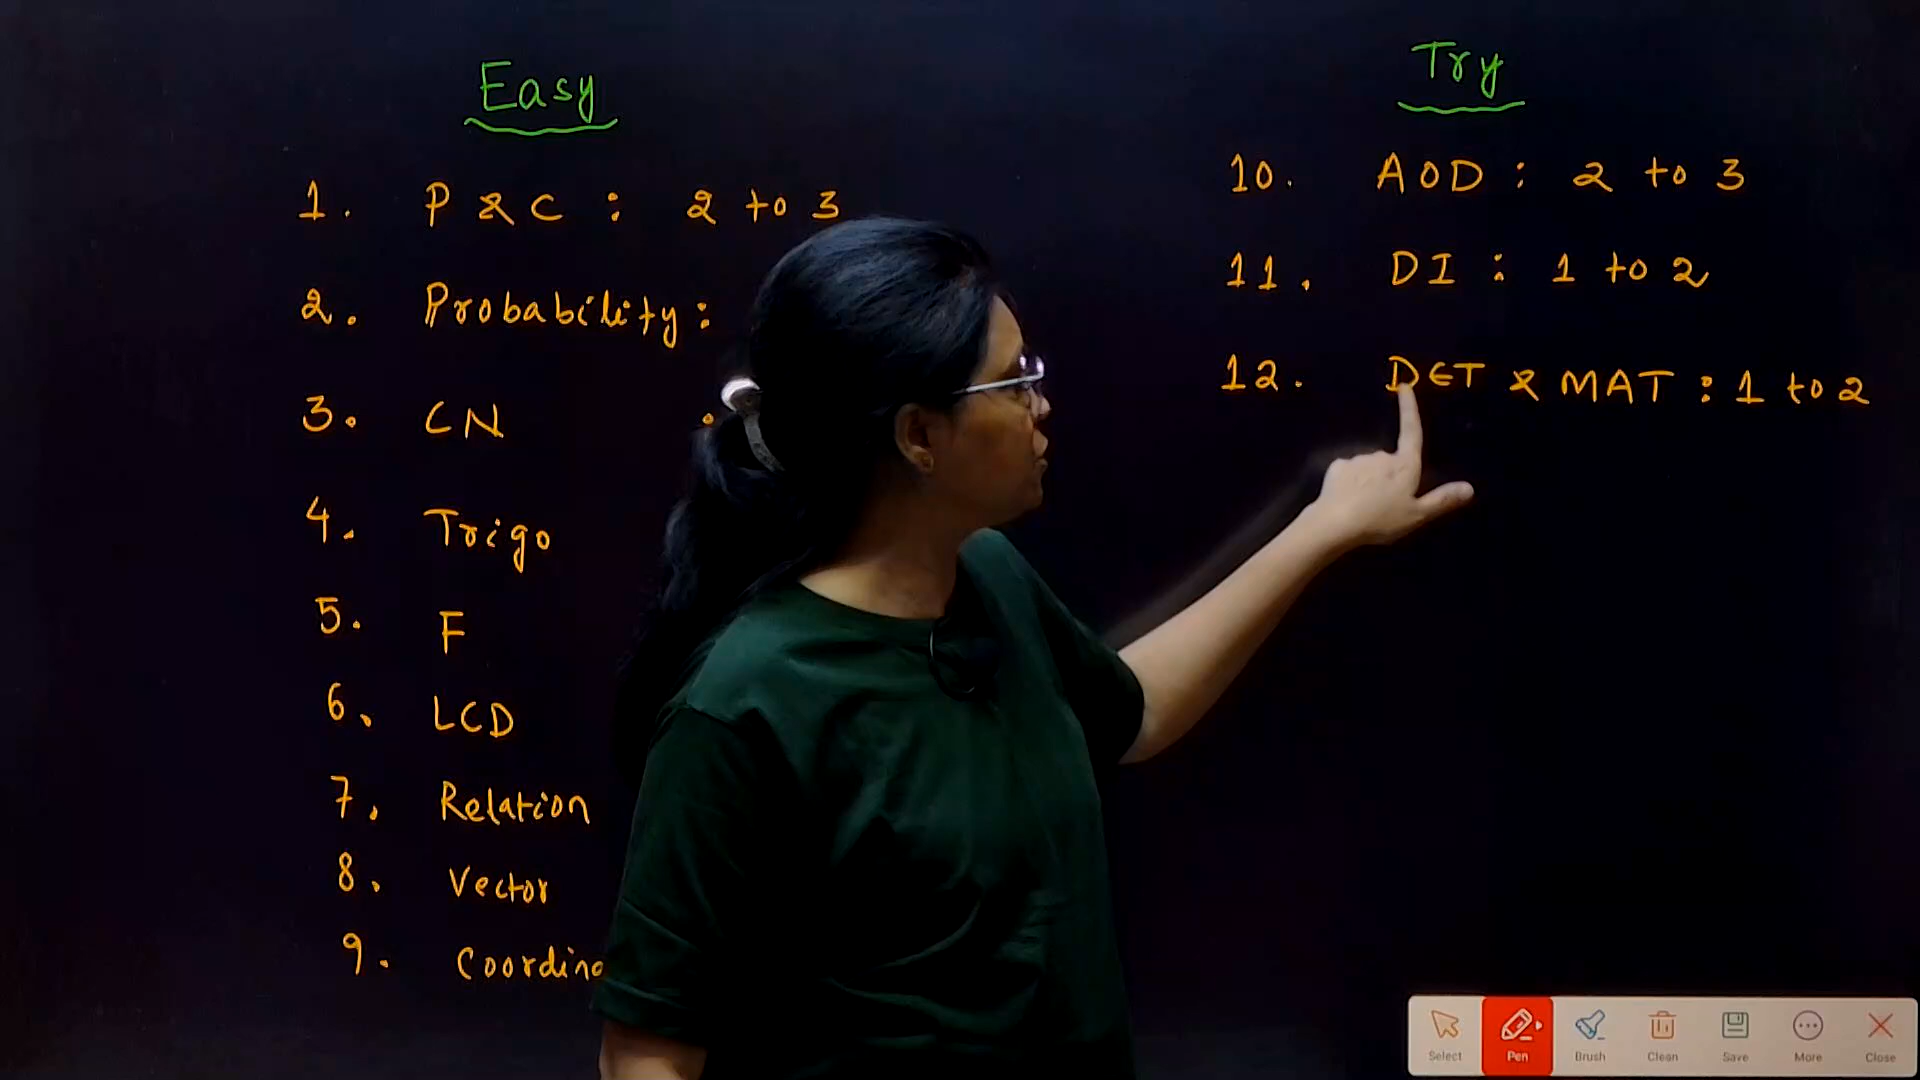 Easy
1. P & C : 2 to 3
2. Probability :
3. CN :
4. Trigo
5. F
6. LCD
7. Relation
8. Vector
9.
Try
10. AOD : 2 to 3
11. DI : 1 to 2
12. DET & MAT : 1 to 2
Select Pen Brush Clean Save More Close